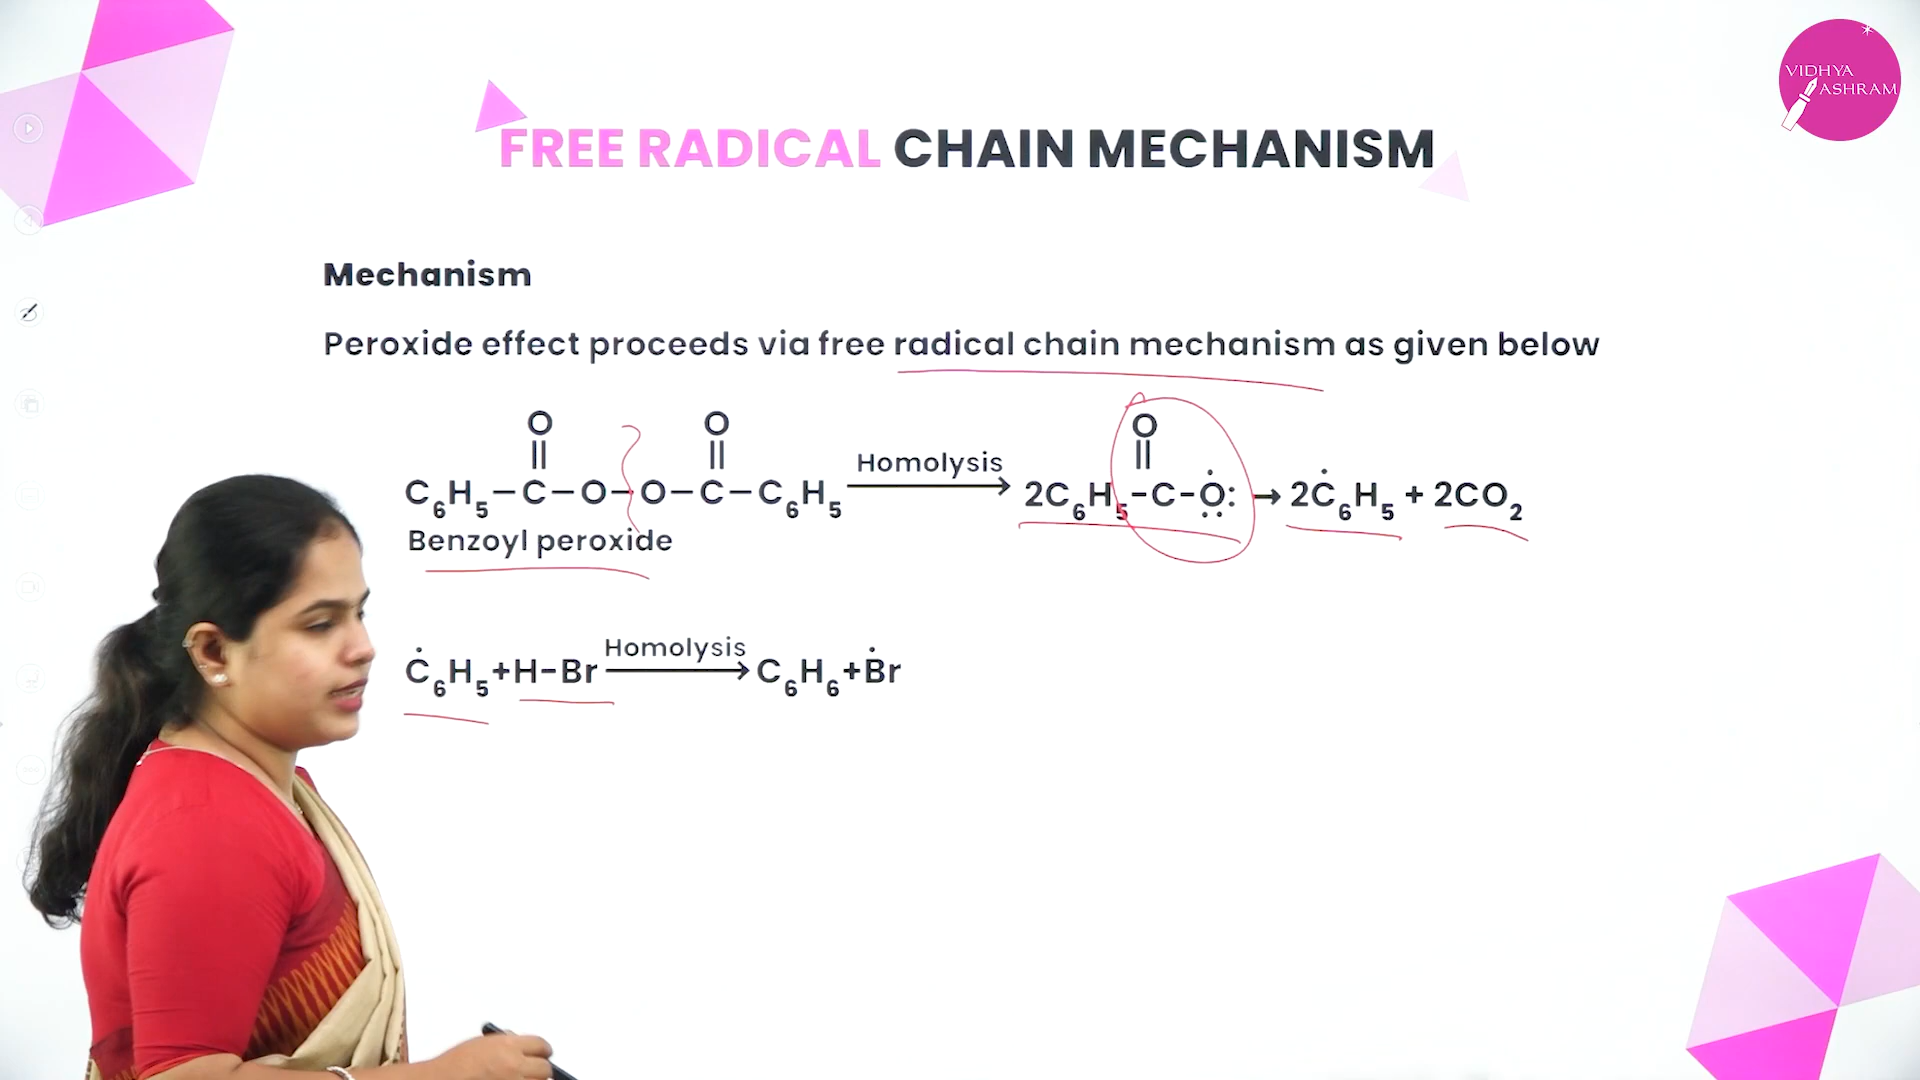 VIDHYA
ASHRAM
FREE RADICAL CHAIN MECHANISM
Mechanism
Peroxide effect proceeds via free radical chain mechanism as given below
O O O
|| || ||
C₆H₅–C–O–O–C–C₆H₅ Homolysis → 2C₆H₅–C–Ȯ: → 2Ċ₆H₅ + 2CO₂
Benzoyl peroxide
Ċ₆H₅+H–Br Homolysis → C₆H₆+Ḃr